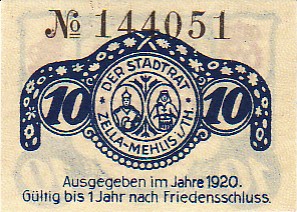 № 144051
DER STADTRAT
10 10
ZELLA-MEHLIS i/TH.
Ausgegeben im Jahre 1920.
Gültig bis 1 Jahr nach Friedensschluss.